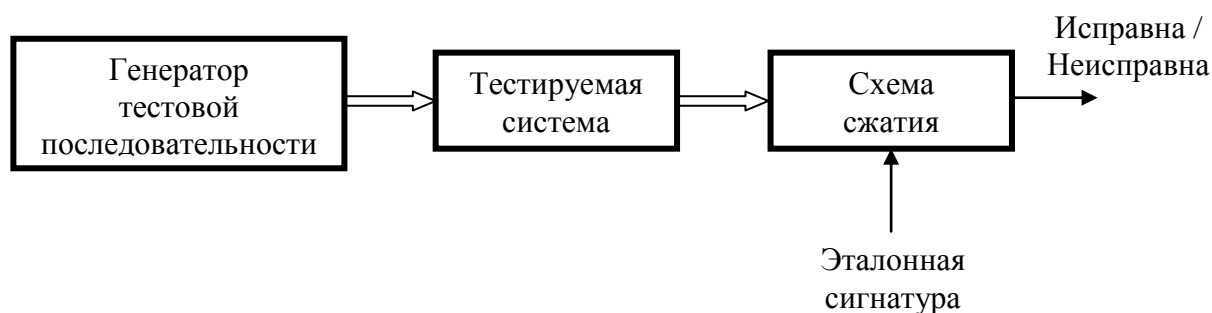 Генератор
тестовой
последовательности
Тестируемая
система
Схема
сжатия
Исправна /
Неисправна
Эталонная
сигнатура